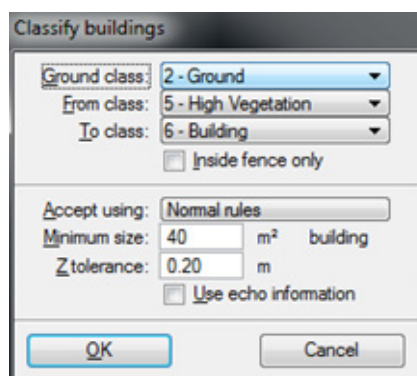 Classify buildings
Ground class: 2 - Ground
From class: 5 - High Vegetation
To class: 6 - Building
Inside fence only
Accept using: Normal rules
Minimum size: 40 m² building
Z tolerance: 0.20 m
Use echo information
OK Cancel